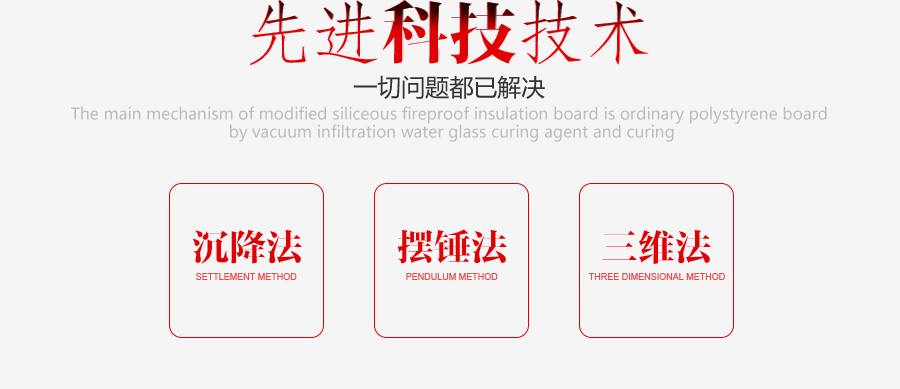 先进科技技术
一切问题都已解决
The main mechanism of modified siliceous fireproof insulation board is ordinary polystyrene board
by vacuum infiltration water glass curing agent and curing
沉降法
SETTLEMENT METHOD
摆锤法
PENDULUM METHOD
三维法
THREE DIMENSIONAL METHOD